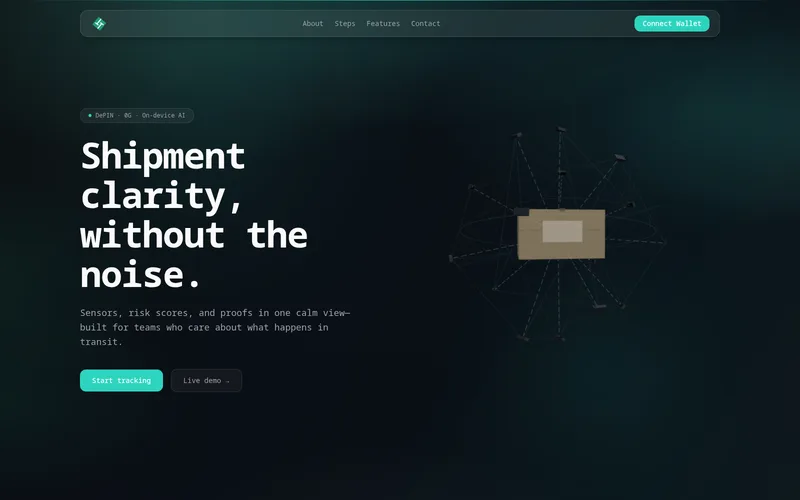 About Steps Features Contact Connect Wallet
DePIN · 0G · On-device AI
Shipment
clarity,
without the
noise.
Sensors, risk scores, and proofs in one calm view—
built for teams who care about what happens in
transit.
Start tracking Live demo